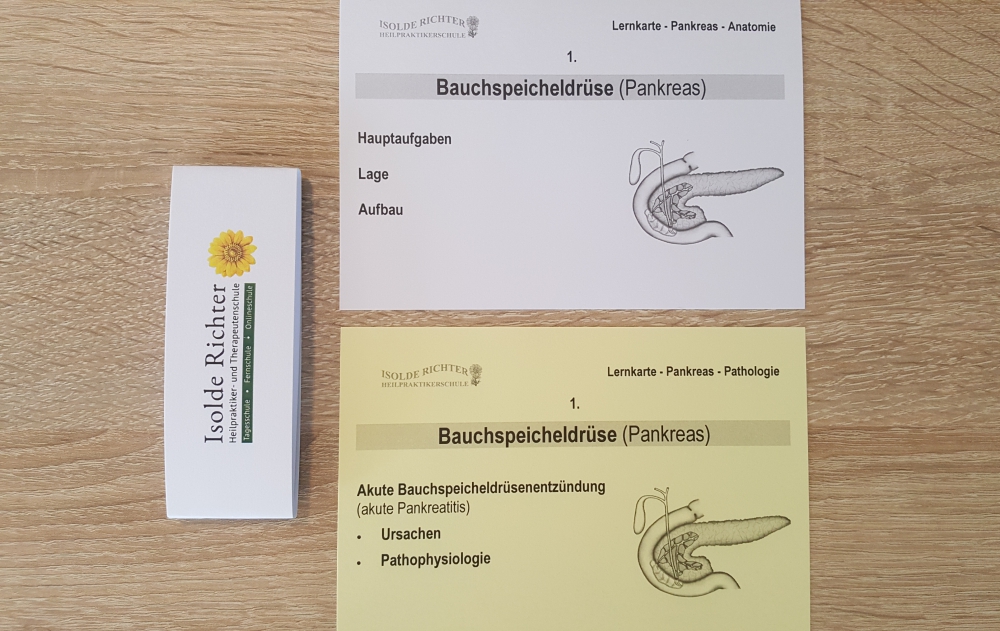 Isolde Richter
Heilpraktiker- und Therapeutenschule
Tagesschule • Fernschule • Onlineschule
ISOLDE RICHTER
HEILPRAKTIKERSCHULE
Lernkarte - Pankreas - Anatomie
1.
Bauchspeicheldrüse (Pankreas)
Hauptaufgaben
Lage
Aufbau
ISOLDE RICHTER
HEILPRAKTIKERSCHULE
Lernkarte - Pankreas - Pathologie
1.
Bauchspeicheldrüse (Pankreas)
Akute Bauchspeicheldrüsenentzündung
(akute Pankreatitis)
• Ursachen
• Pathophysiologie